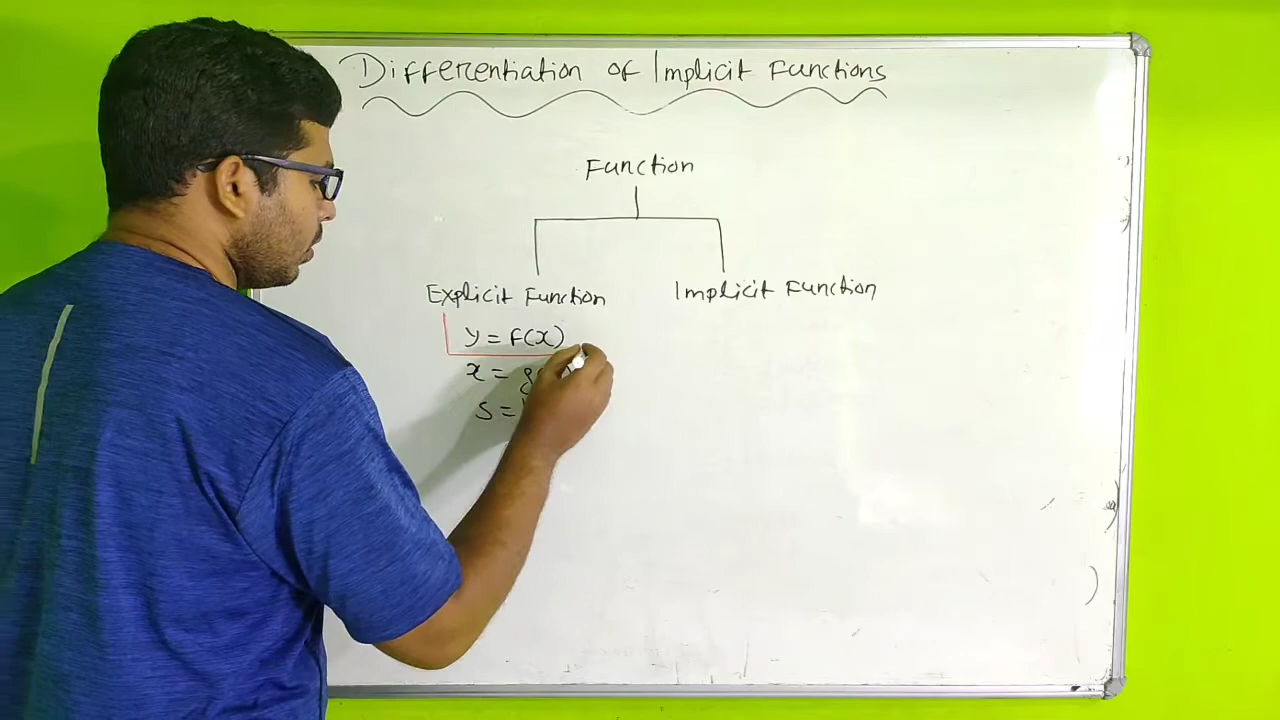 Differentiation of Implicit Functions
Function
Explicit Function Implicit Function
y = f(x)
x =
s =